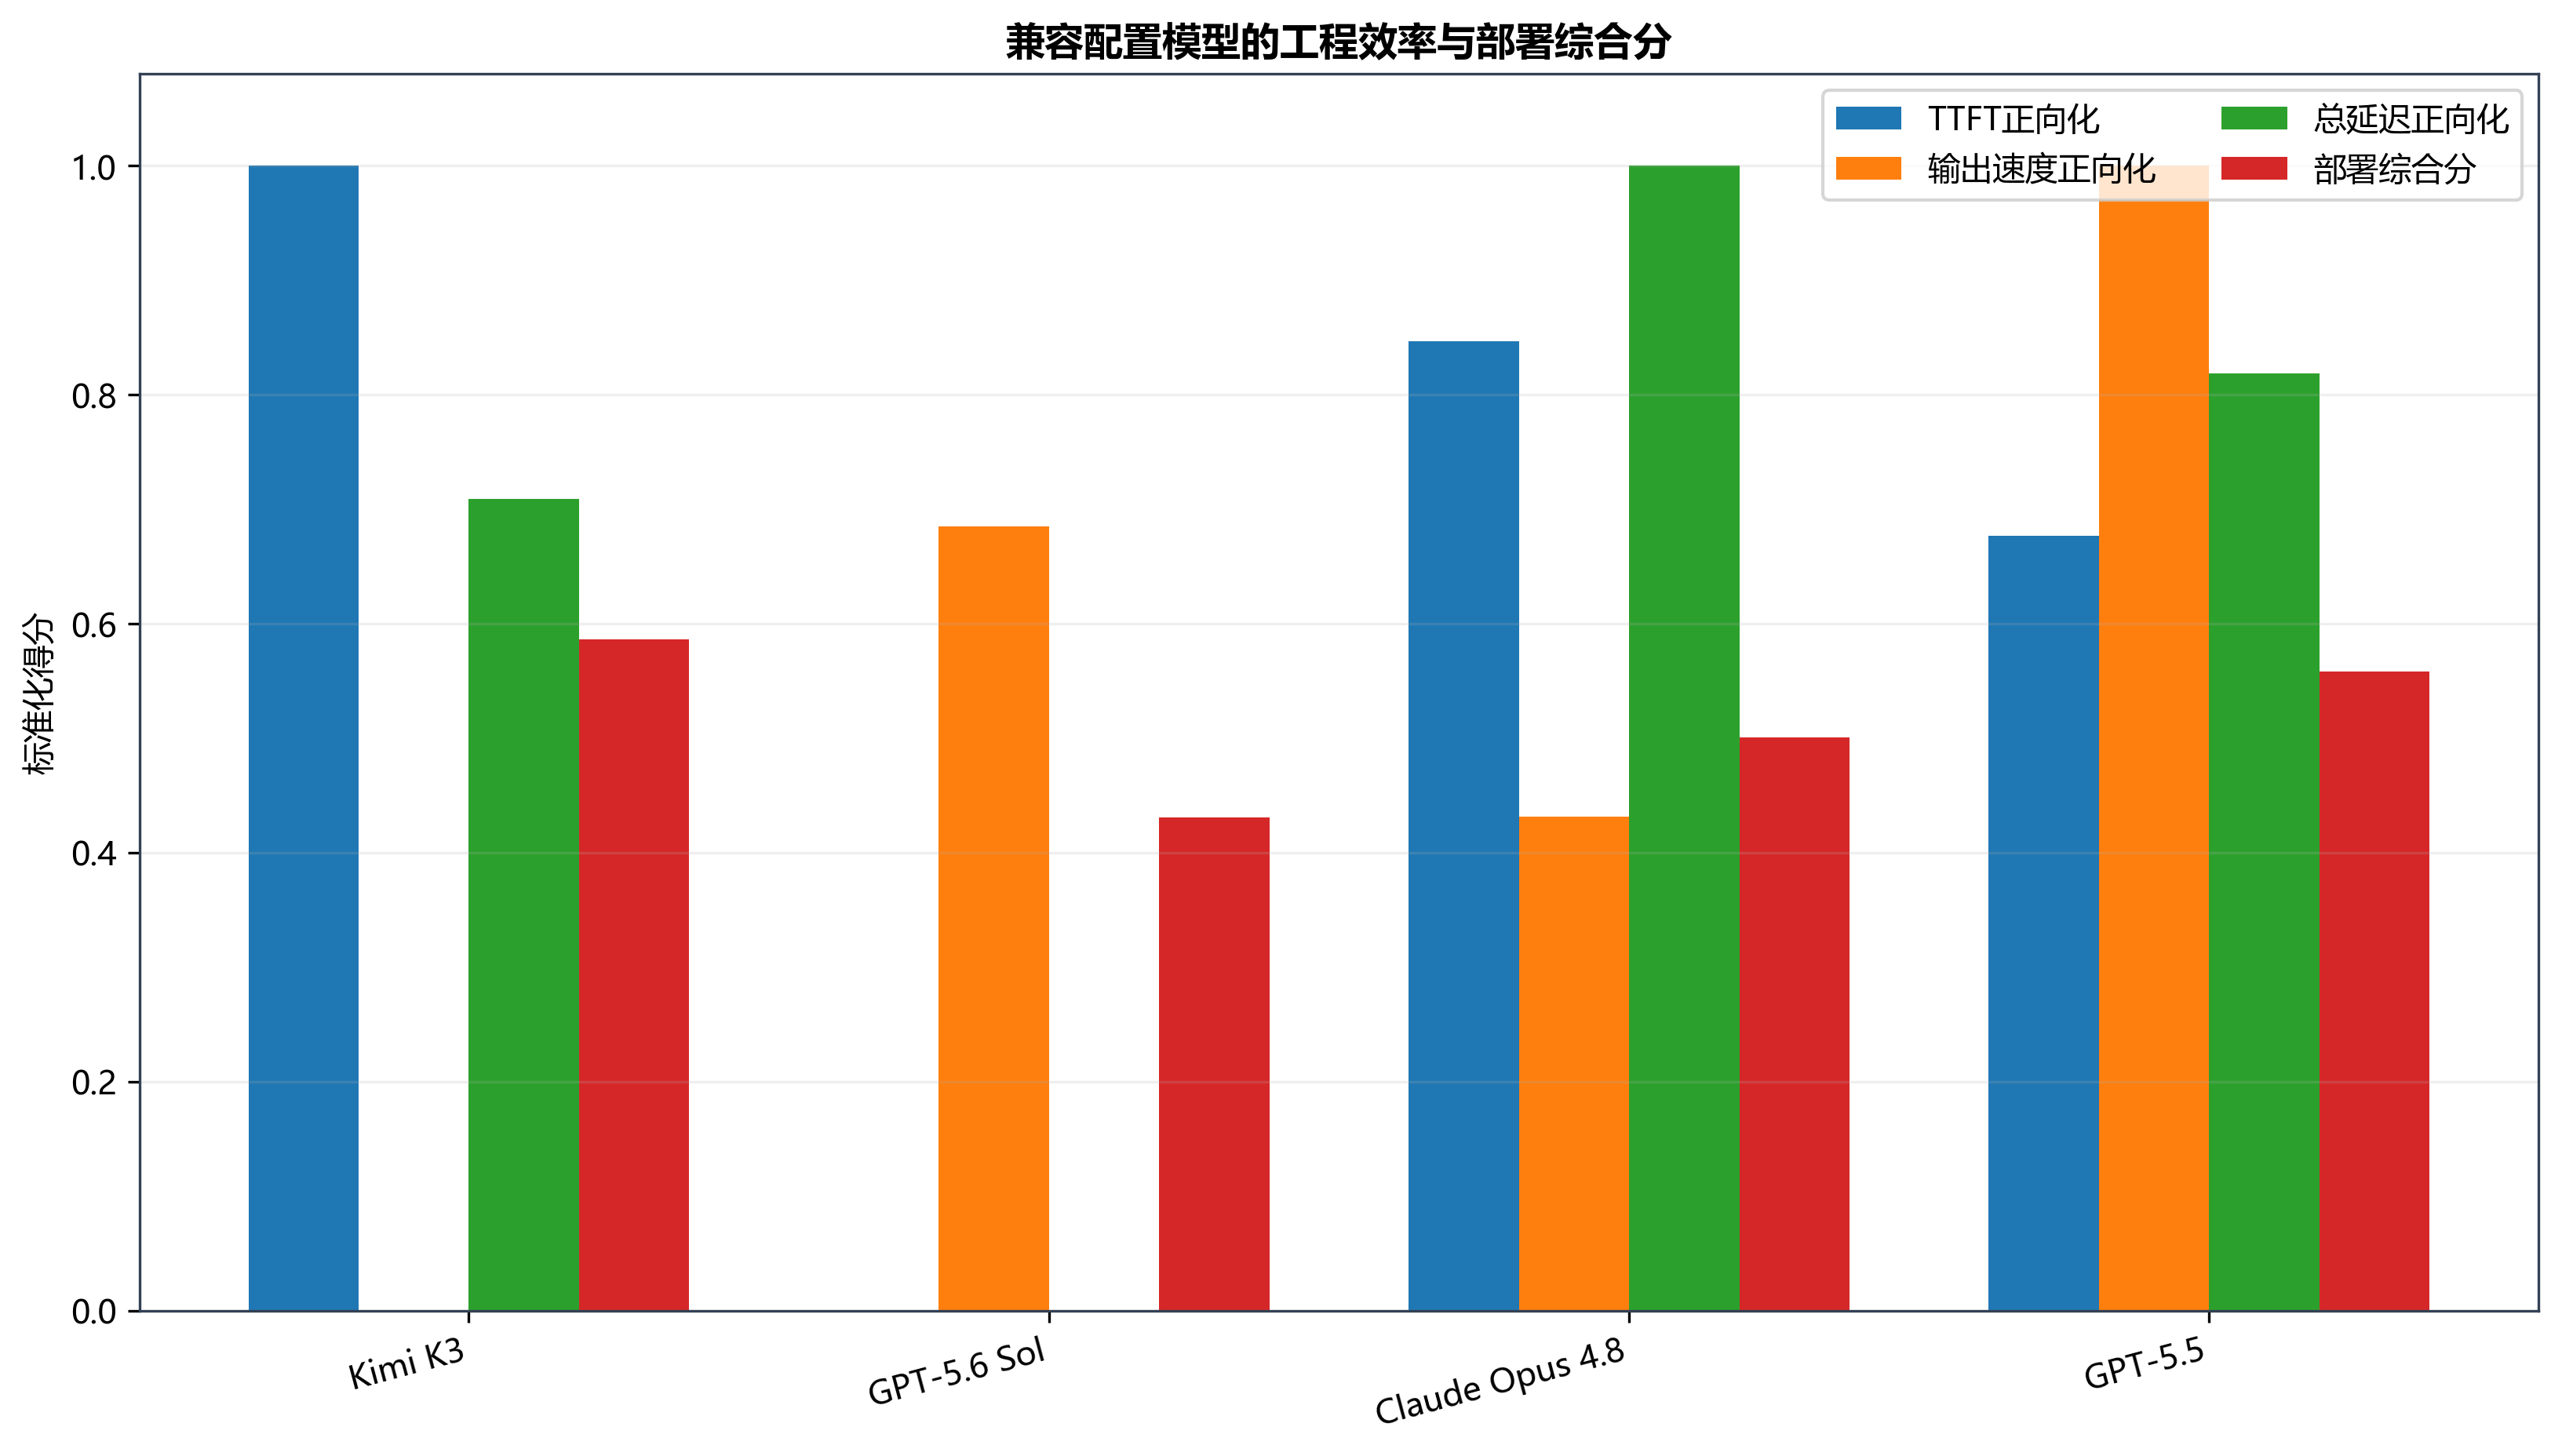 兼容配置模型的工程效率与部署综合分
TTFT正向化
输出速度正向化
总延迟正向化
部署综合分
标准化得分
1.0
0.8
0.6
0.4
0.2
0.0
Kimi K3
GPT-5.6 Sol
Claude Opus 4.8
GPT-5.5